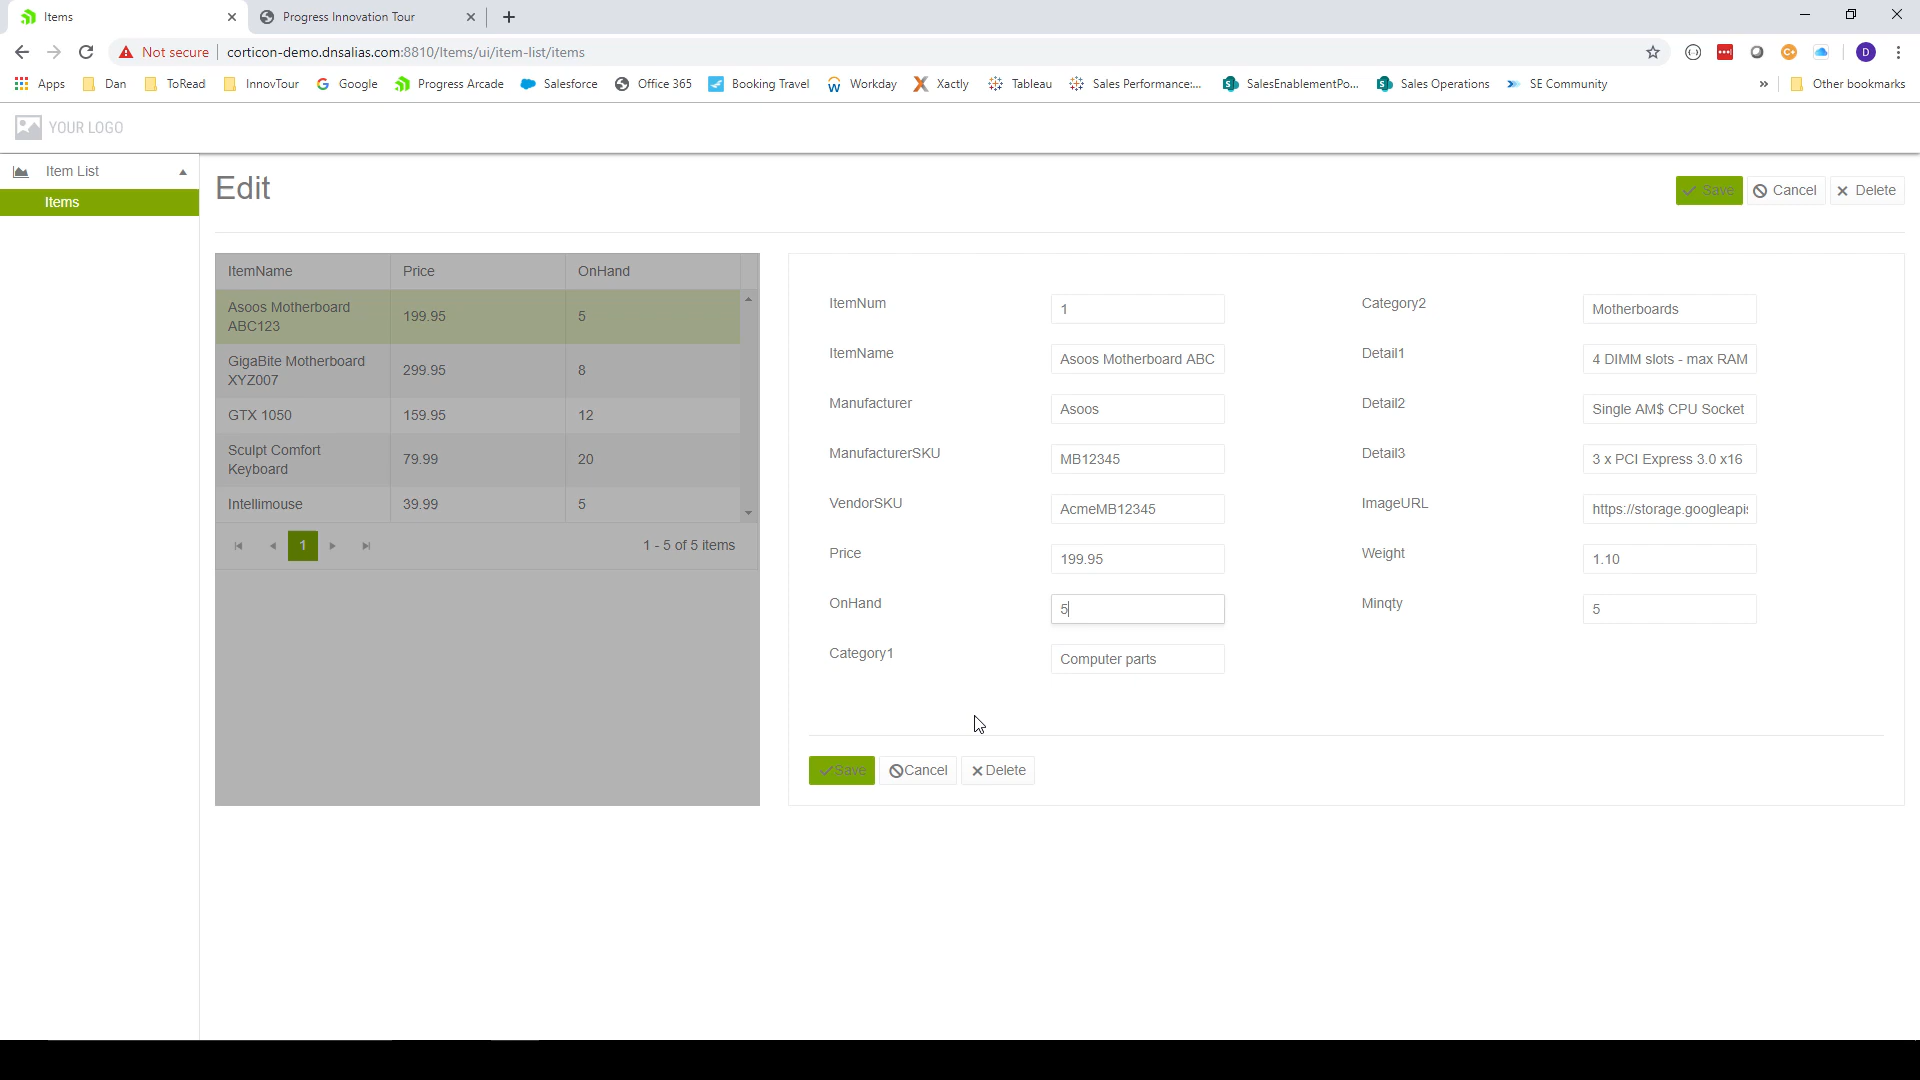 Items
Progress Innovation Tour
Not secure
corticon-demo.dnsalias.com:8810/Items/ui/item-list/items
D
Apps
Dan
ToRead
InnovTour
Google
Progress Arcade
Salesforce
Office 365
Booking Travel
Workday
Xactly
Tableau
Sales Performance:...
SalesEnablementPo...
Sales Operations
SE Community
»
Other bookmarks
YOUR LOGO
Item List
Items
Edit
Save
Cancel
Delete
ItemName Price OnHand
Asoos Motherboard
ABC123
199.95
5
GigaBite Motherboard
XYZ007
299.95
8
GTX 1050
159.95
12
Sculpt Comfort
Keyboard
79.99
20
Intellimouse
39.99
5
1
1 - 5 of 5 items
ItemNum
1
ItemName
Asoos Motherboard ABC
Manufacturer
Asoos
ManufacturerSKU
MB12345
VendorSKU
AcmeMB12345
Price
199.95
OnHand
5
Category1
Computer parts
Category2
Motherboards
Detail1
4 DIMM slots - max RAM
Detail2
Single AM$ CPU Socket
Detail3
3 x PCI Express 3.0 x16
ImageURL
https://storage.googleapi
Weight
1.10
Minqty
5
Save
Cancel
Delete